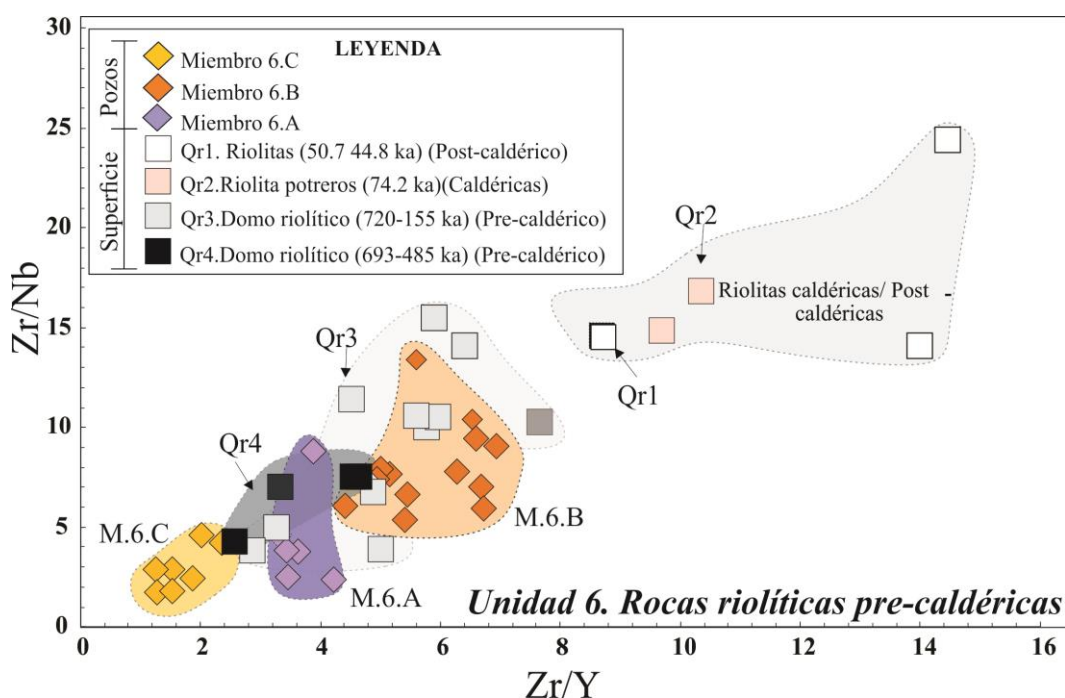 30
25
20
15
10
5
0
Zr/Nb
LEYENDA
Pozos
Miembro 6.C
Miembro 6.B
Miembro 6.A
Superficie
Qr1. Riolitas (50.7 44.8 ka) (Post-caldérico)
Qr2.Riolita potreros (74.2 ka)(Caldéricas)
Qr3.Domo riolítico (720-155 ka) (Pre-caldérico)
Qr4.Domo riolítico (693-485 ka) (Pre-caldérico)
Qr2
Riolitas caldéricas/ Post -
caldéricas
Qr3
Qr1
Qr4
M.6.C
M.6.B
M.6.A
Unidad 6. Rocas riolíticas pre-caldéricas
0 2 4 6 8 10 12 14 16
Zr/Y